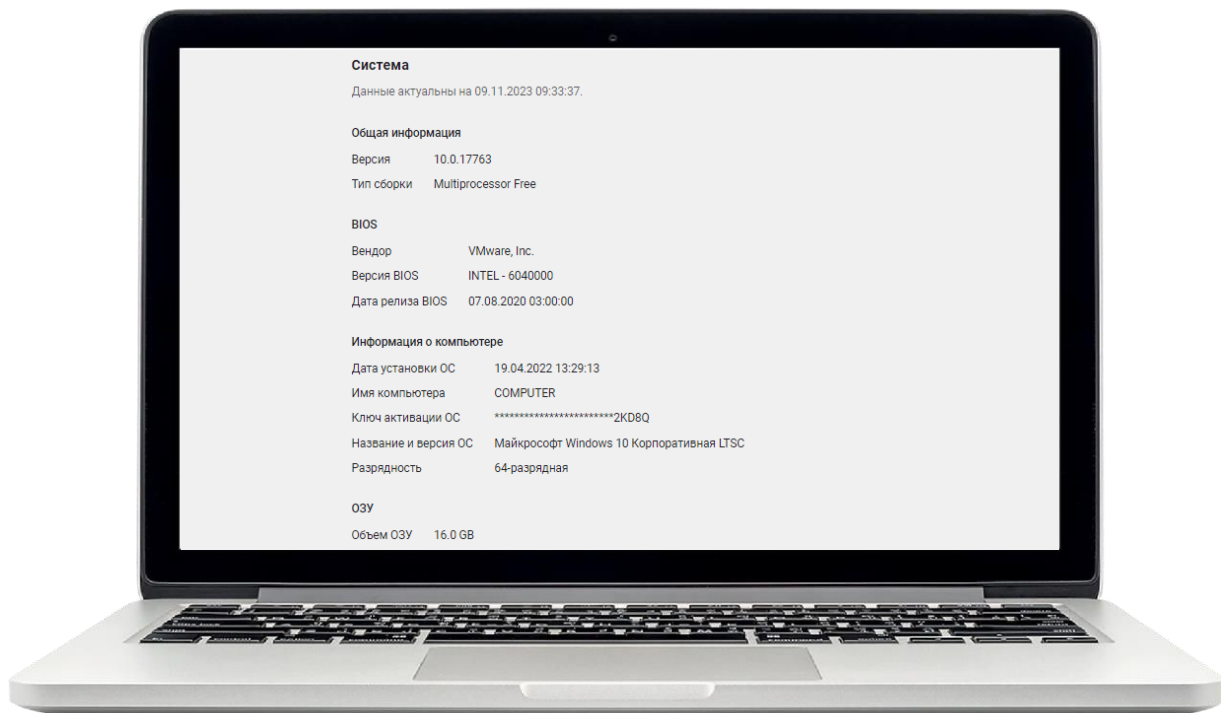 Система
Данные актуальны на 09.11.2023 09:33:37.
Общая информация
Версия 10.0.17763
Тип сборки Multiprocessor Free
BIOS
Вендор VMware, Inc.
Версия BIOS INTEL - 6040000
Дата релиза BIOS 07.08.2020 03:00:00
Информация о компьютере
Дата установки ОС 19.04.2022 13:29:13
Имя компьютера COMPUTER
Ключ активации ОС ************************2KD8Q
Название и версия ОС Майкрософт Windows 10 Корпоративная LTSC
Разрядность 64-разрядная
ОЗУ
Объем ОЗУ 16.0 GB